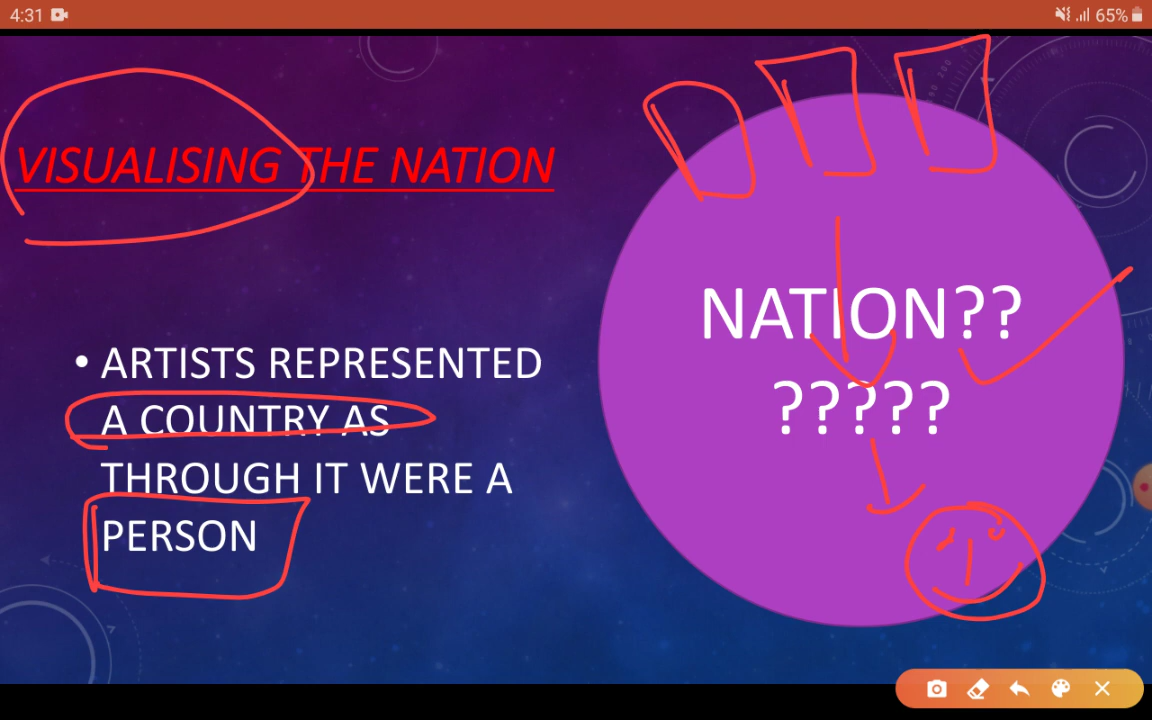 4:31
65%
VISUALISING THE NATION
• ARTISTS REPRESENTED
A COUNTRY AS
THROUGH IT WERE A
PERSON
NATION??
?????